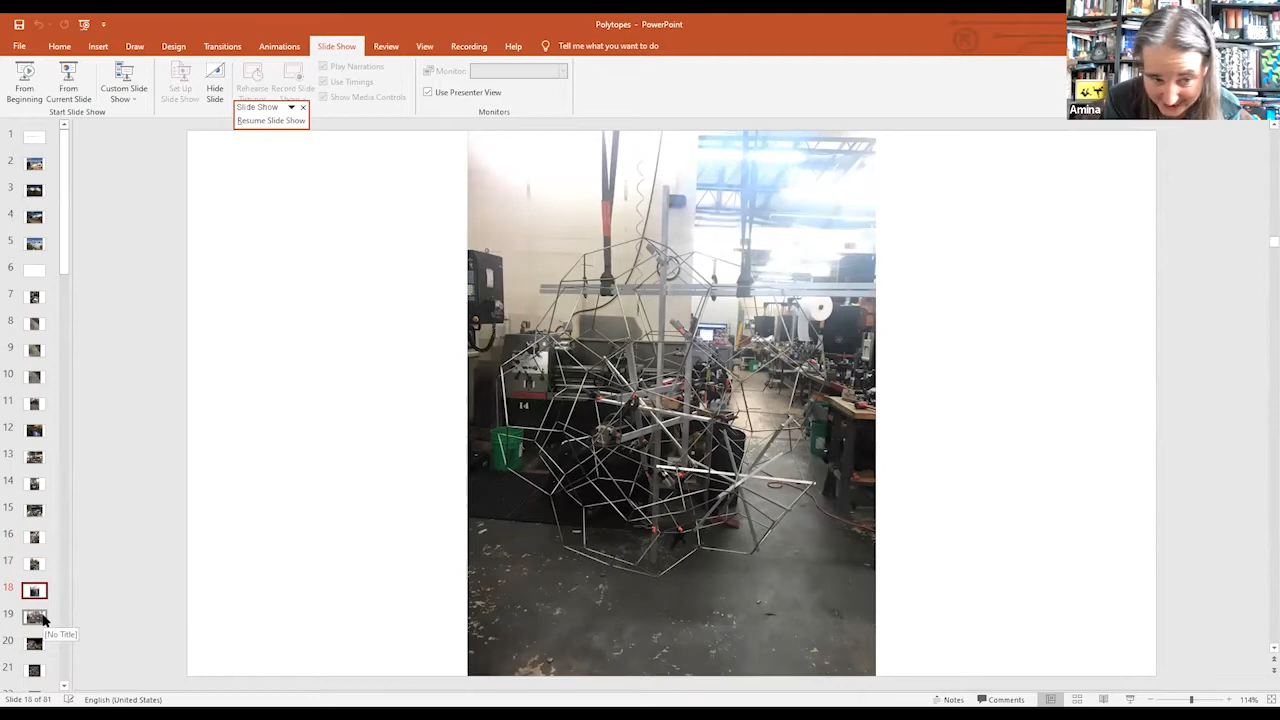 Polytopes - PowerPoint
File Home Insert Draw Design Transitions Animations Slide Show Review View Recording Help Tell me what you want to do
From Beginning
From Current Slide
Custom Slide Show
Set Up Slide Show
Hide Slide
Rehearse
Record Slide
Play Narrations
Use Timings
Show Media Controls
Monitor:
Use Presenter View
Start Slide Show
Monitors
Slide Show
Resume Slide Show
Amina
1
2
3
4
5
6
7
8
9
10
11
12
13
14
15
16
17
18
19
[No Title]
20
21
Slide 18 of 81 English (United States) Notes Comments 114%